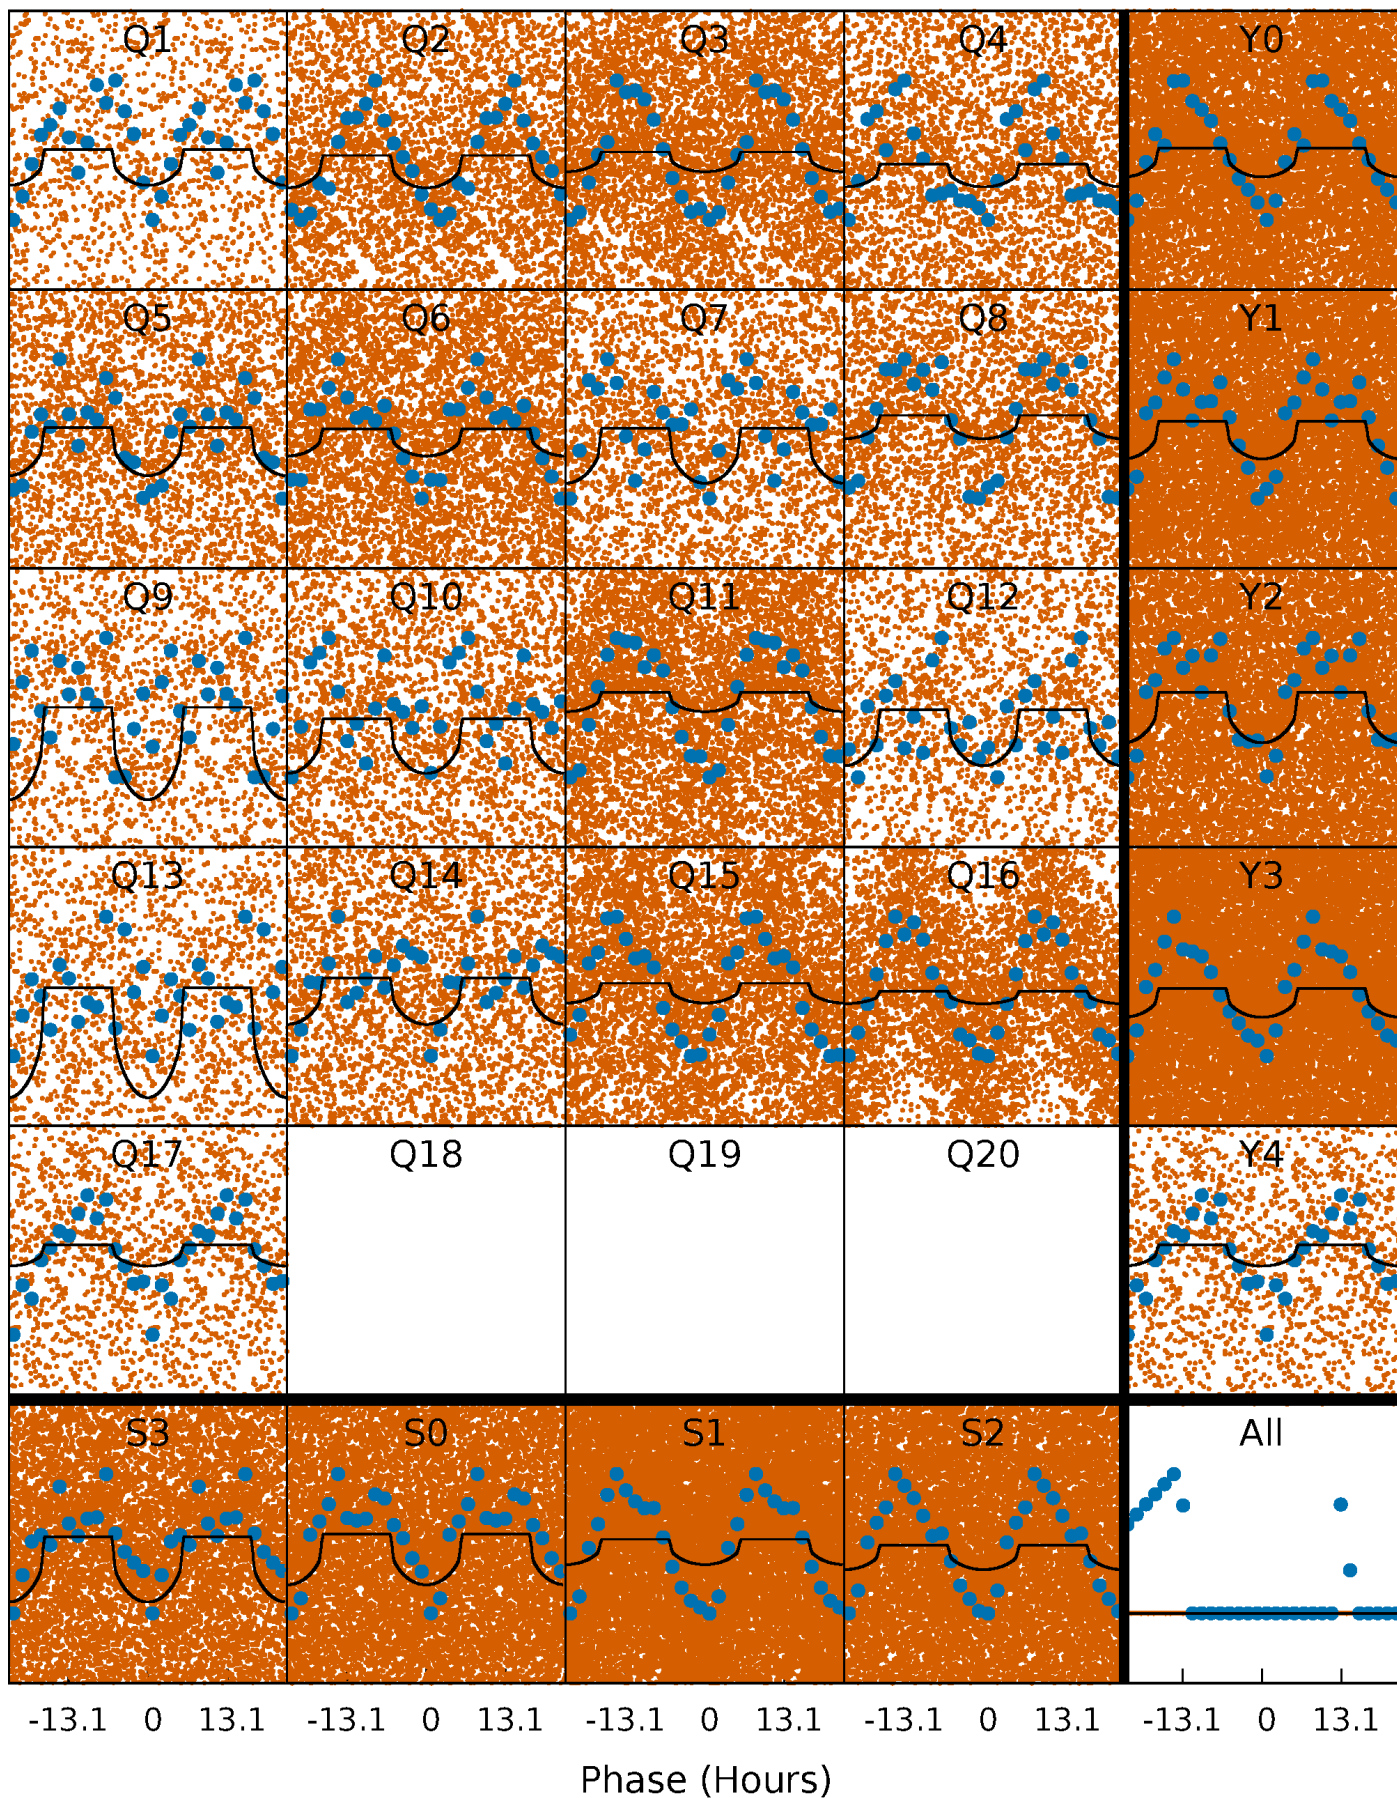 Q1 Q2 Q3 Q4 Y0
Q5 Q6 Q7 Q8 Y1
Q9 Q10 Q11 Q12 Y2
Q13 Q14 Q15 Q16 Y3
Q17 Q18 Q19 Q20 Y4
S3 S0 S1 S2 All
-13.1 0 13.1 -13.1 0 13.1 -13.1 0 13.1 -13.1 0 13.1 -13.1 0 13.1
Phase (Hours)